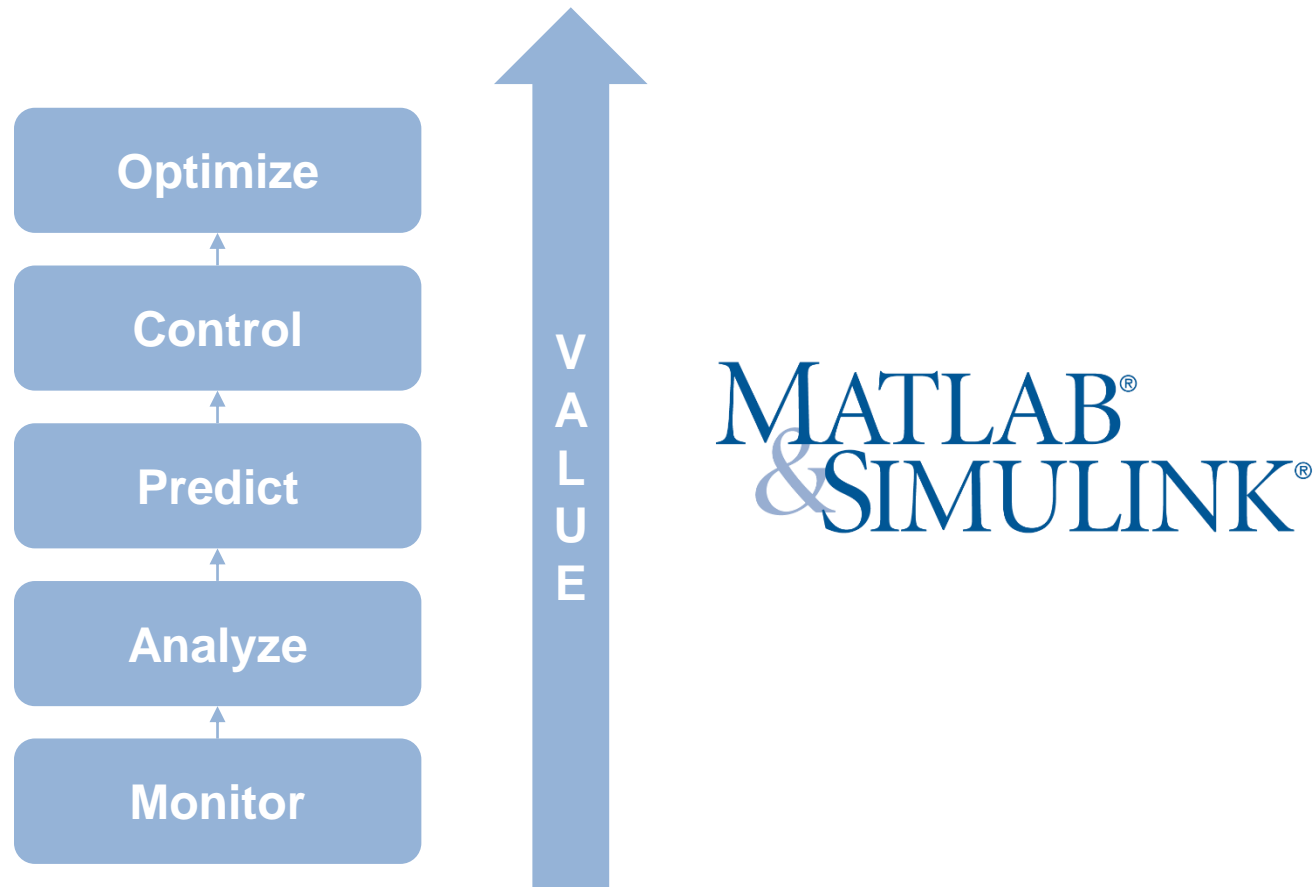 Optimize
Control
Predict
Analyze
Monitor
V
A
L
U
E
MATLAB®
&SIMULINK®